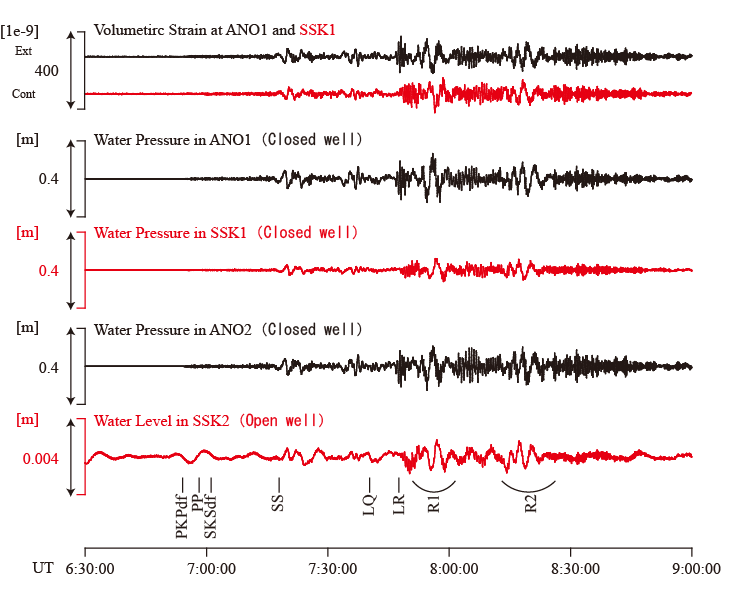 [1e-9] Volumetirc Strain at ANO1 and SSK1
Ext
400
Cont
[m] Water Pressure in ANO1 (Closed well)
0.4
[m] Water Pressure in SSK1 (Closed well)
0.4
[m] Water Pressure in ANO2 (Closed well)
0.4
[m] Water Level in SSK2 (Open well)
0.004
PKPdf PP SKSdf SS LQ LR R1 R2
UT 6:30:00 7:00:00 7:30:00 8:00:00 8:30:00 9:00:00